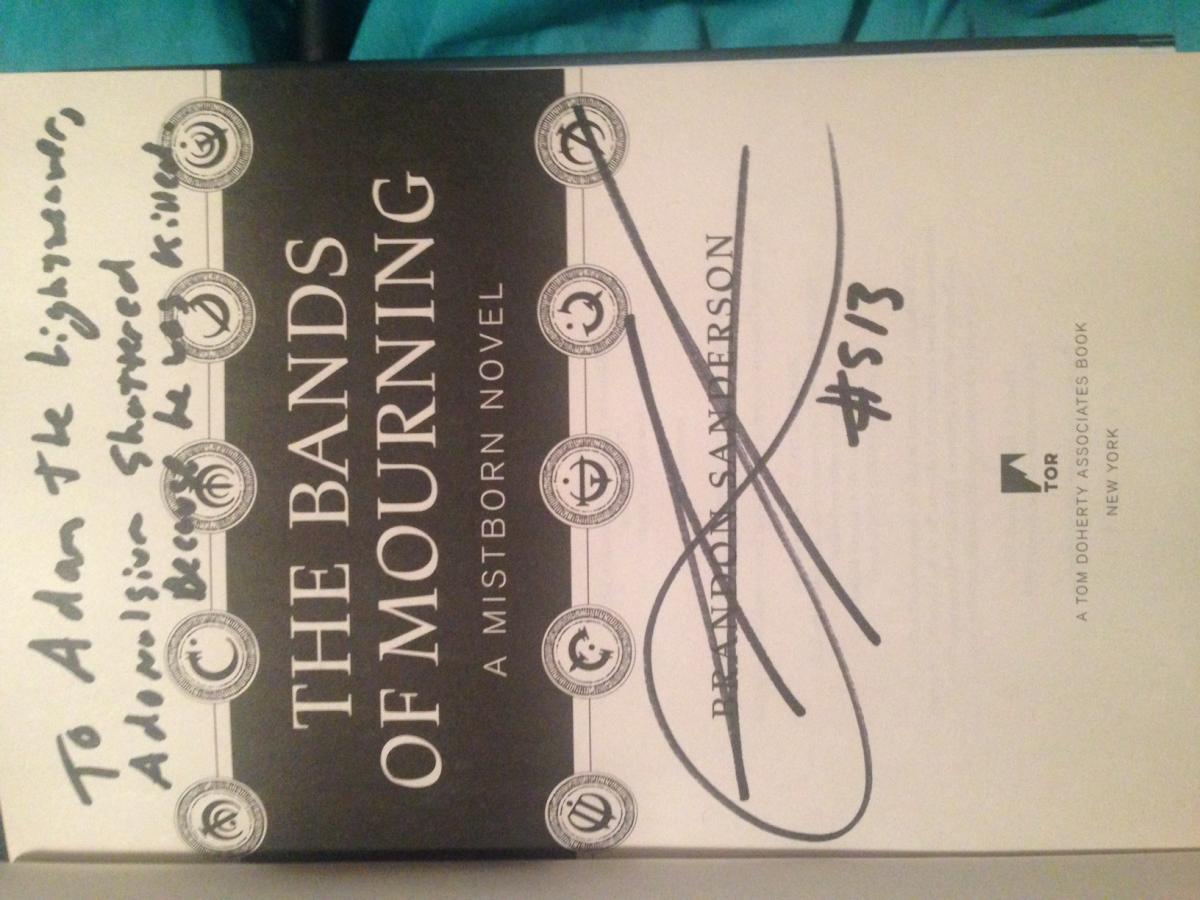 To Adam the Lightweaver,
Adonalsium Shattered
Because he was killed.
THE BANDS
OF MOURNING
A MISTBORN NOVEL
BRANDON SANDERSON
#513
TOR
A TOM DOHERTY ASSOCIATES BOOK
NEW YORK